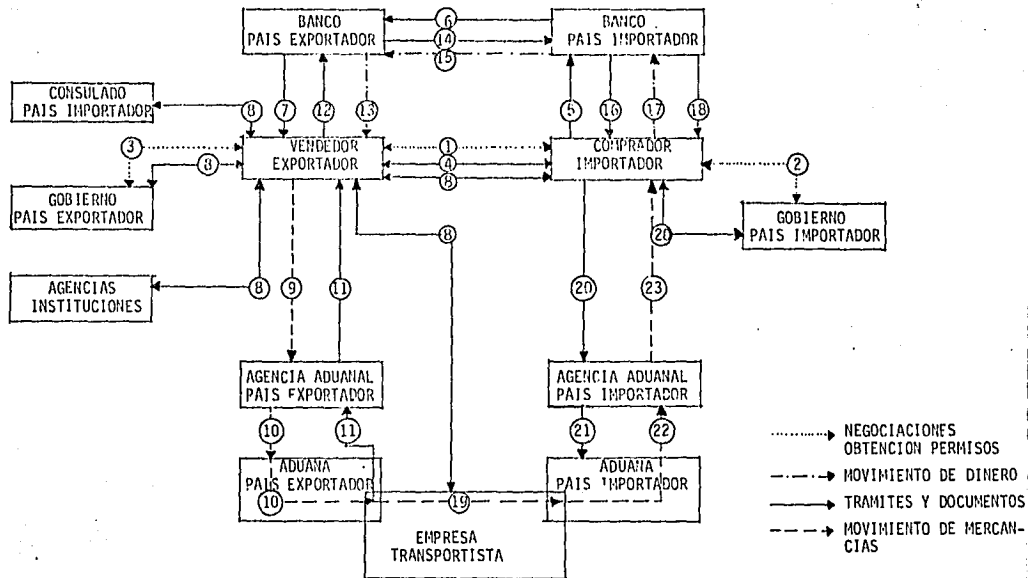 BANCO
PAIS EXPORTADOR
6
14
15
BANCO
PAIS IMPORTADOR
CONSULADO
PAIS IMPORTADOR
8
7
12
13
5
16
17
18
3
8
VENDEDOR
EXPORTADOR
1
4
8
COMPRADOR
IMPORTADOR
2
GOBIERNO
PAIS EXPORTADOR
GOBIERNO
PAIS IMPORTADOR
8
20
AGENCIAS
INSTITUCIONES
8
9
11
20
23
AGENCIA ADUANAL
PAIS EXPORTADOR
AGENCIA ADUANAL
PAIS IMPORTADOR
10
11
21
22
ADUANA
PAIS EXPORTADOR
10
19
ADUANA
PAIS IMPORTADOR
EMPRESA
TRANSPORTISTA
NEGOCIACIONES
OBTENCION PERMISOS
MOVIMIENTO DE DINERO
TRAMITES Y DOCUMENTOS
MOVIMIENTO DE MERCAN-
CIAS